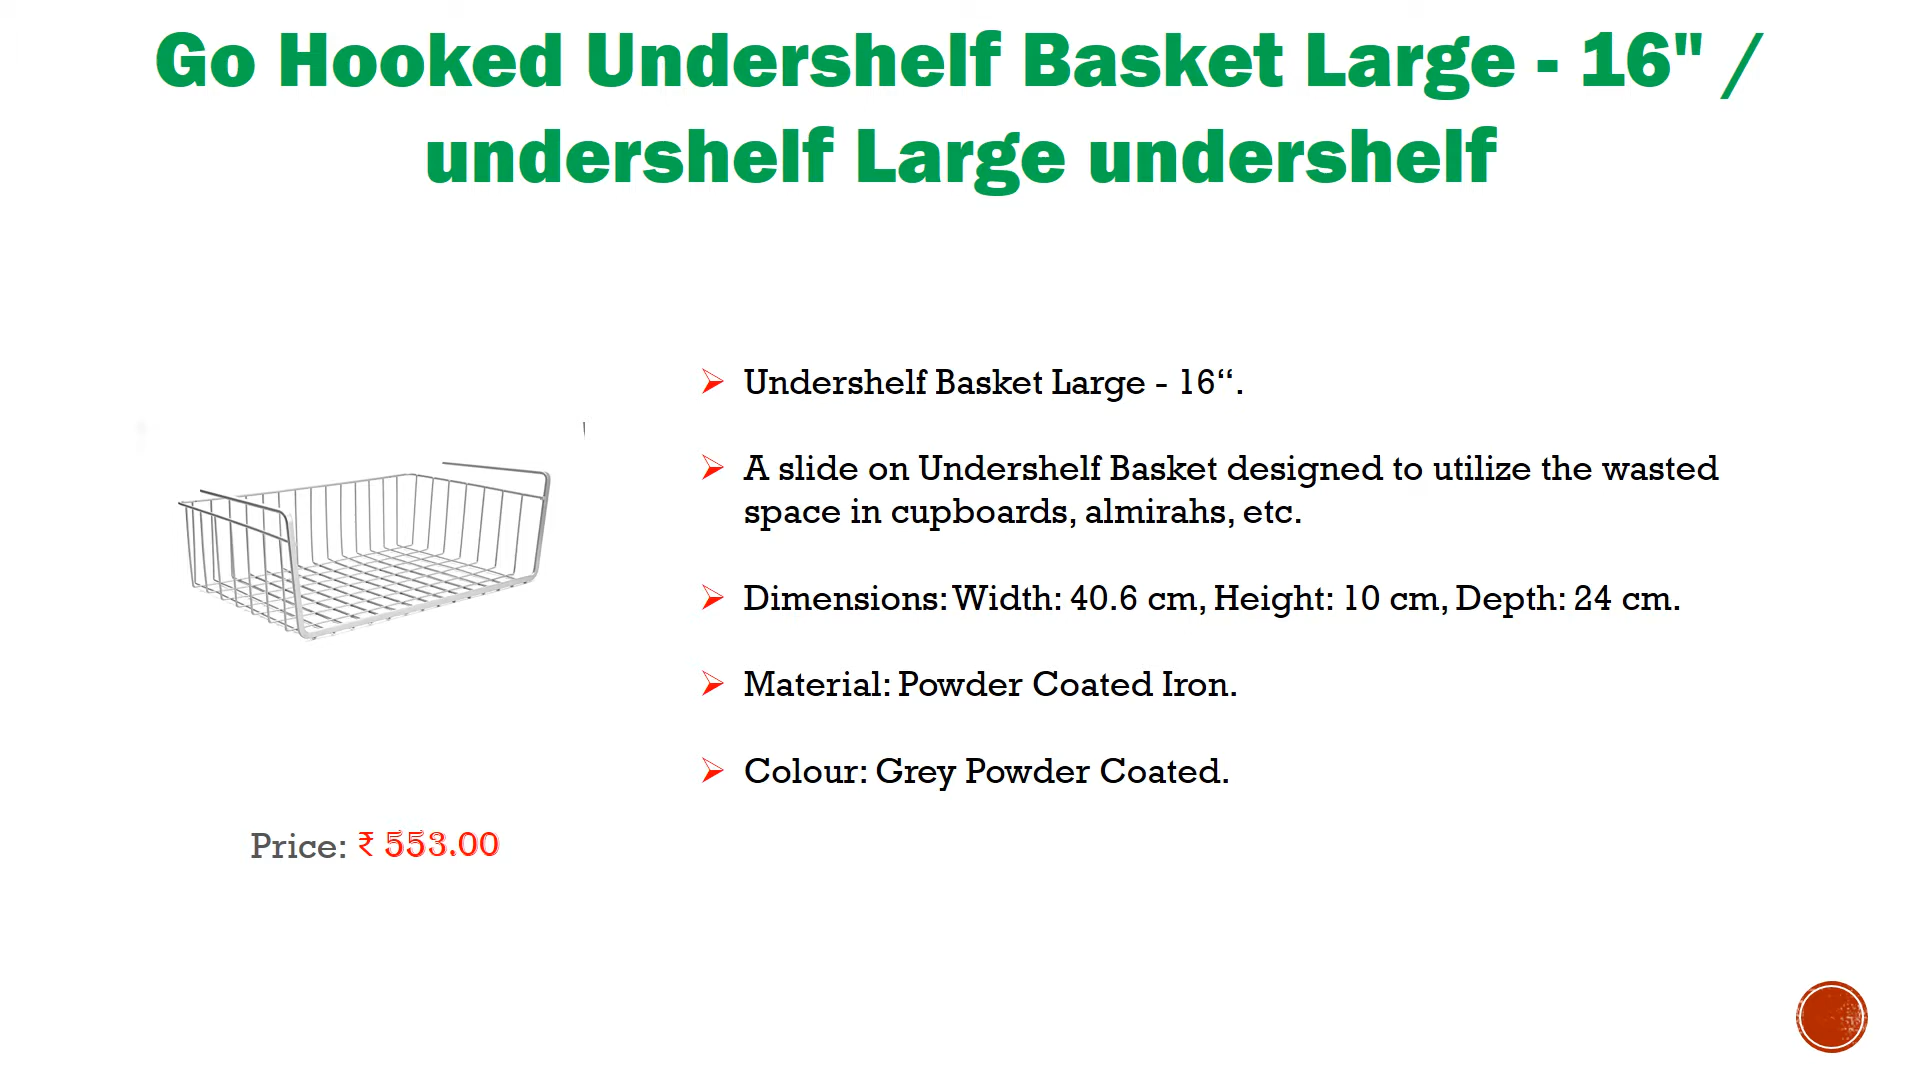 Go Hooked Undershelf Basket Large - 16" /
undershelf Large undershelf
Undershelf Basket Large - 16“.
A slide on Undershelf Basket designed to utilize the wasted
space in cupboards, almirahs, etc.
Dimensions: Width: 40.6 cm, Height: 10 cm, Depth: 24 cm.
Material: Powder Coated Iron.
Colour: Grey Powder Coated.
Price: ₹ 553.00